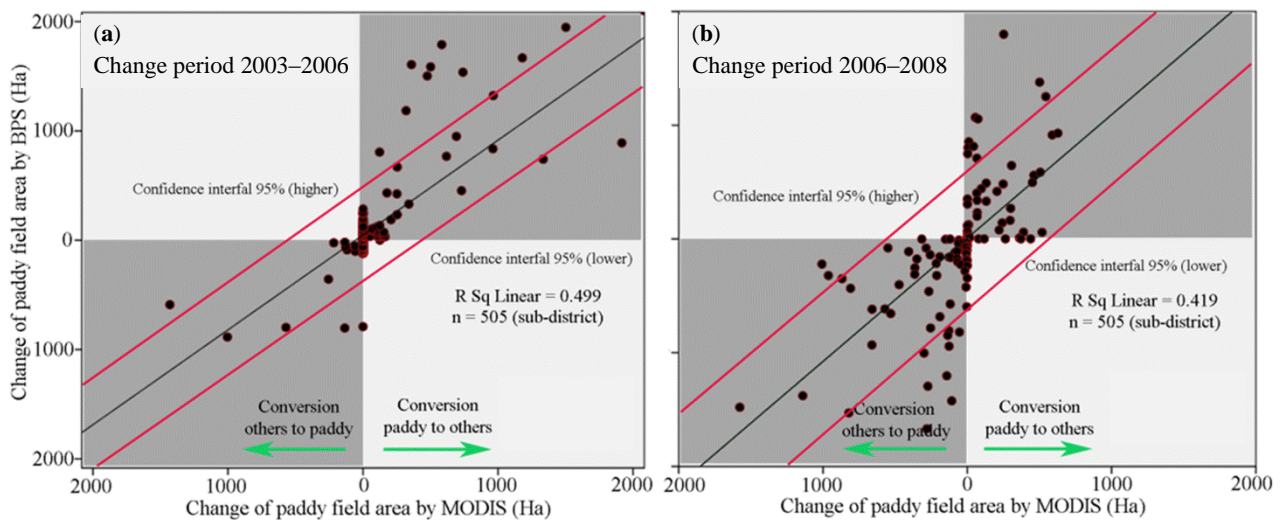 (a)
Change period 2003–2006
(b)
Change period 2006–2008
Change of paddy field area by BPS (Ha)
2000
1000
0
1000
2000
Confidence interfal 95% (higher)
Confidence interfal 95% (lower)
R Sq Linear = 0.499
n = 505 (sub-district)
Conversion
others to paddy
Conversion
paddy to others
2000
1000
0
1000
2000
Change of paddy field area by MODIS (Ha)
Confidence interfal 95% (higher)
Confidence interfal 95% (lower)
R Sq Linear = 0.419
n = 505 (sub-district)
Conversion
others to paddy
Conversion
paddy to others
2000
1000
0
1000
2000
Change of paddy field area by MODIS (Ha)